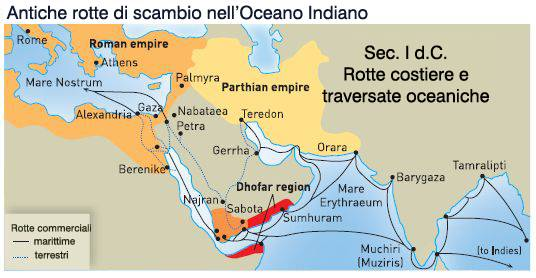 Antiche rotte di scambio nell'Oceano Indiano
Rome
Roman empire
Athens
Sec. I d.C.
Rotte costiere e
traversate oceaniche
Mare Nostrum
Palmyra
Parthian empire
Alexandria
Gaza
Nabataea
Petra
Teredon
Gerrha
Orara
Tamralipti
Berenike
Dhofar region
Mare
Erythraeum
Barygaza
Najran
Sabota
Sumhuram
Rotte commerciali
marittime
terrestri
Muchiri
(Muziris)
(to Indies)